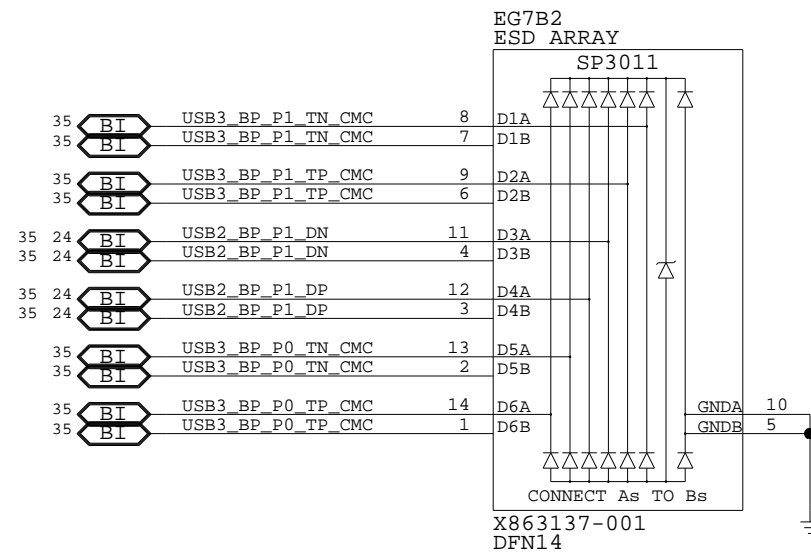 EG7B2
ESD ARRAY
SP3011
35 BI USB3_BP_P1_TN_CMC 8 D1A
35 BI USB3_BP_P1_TN_CMC 7 D1B
35 BI USB3_BP_P1_TP_CMC 9 D2A
35 BI USB3_BP_P1_TP_CMC 6 D2B
35 24 BI USB2_BP_P1_DN 11 D3A
35 24 BI USB2_BP_P1_DN 4 D3B
35 24 BI USB2_BP_P1_DP 12 D4A
35 24 BI USB2_BP_P1_DP 3 D4B
35 BI USB3_BP_P0_TN_CMC 13 D5A
35 BI USB3_BP_P0_TN_CMC 2 D5B
35 BI USB3_BP_P0_TP_CMC 14 D6A GNDA 10
35 BI USB3_BP_P0_TP_CMC 1 D6B GNDB 5
CONNECT As TO Bs
X863137-001
DFN14